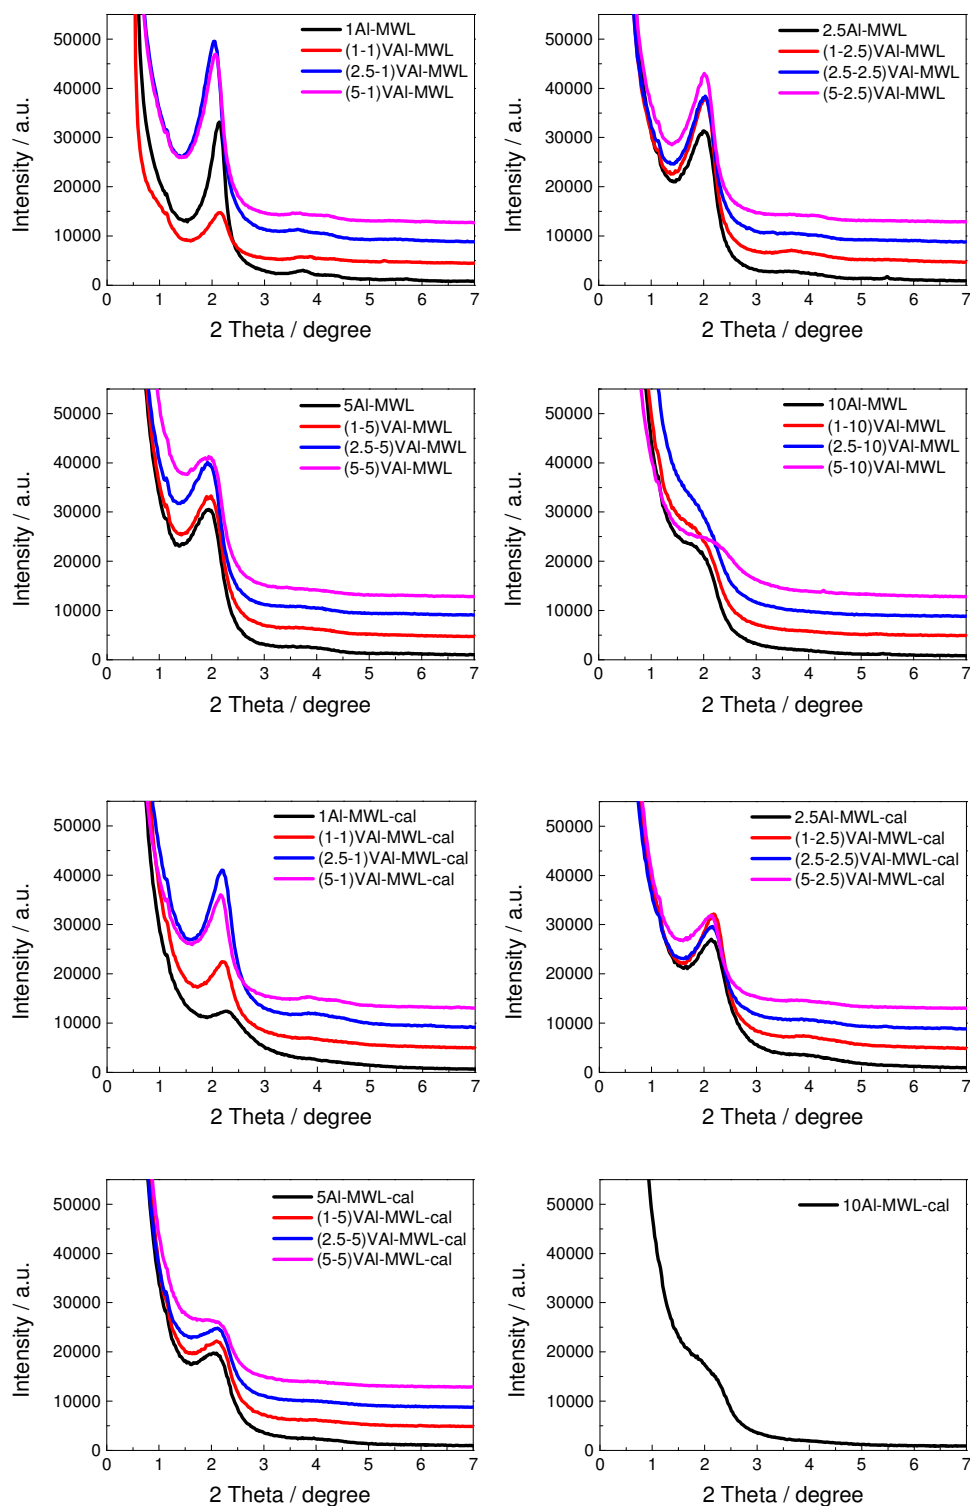 50000
40000
30000
20000
10000
0
Intensity / a.u.
0 1 2 3 4 5 6 7
2 Theta / degree
1Al-MWL
(1-1)VAl-MWL
(2.5-1)VAl-MWL
(5-1)VAl-MWL
50000
40000
30000
20000
10000
0
Intensity / a.u.
0 1 2 3 4 5 6 7
2 Theta / degree
2.5Al-MWL
(1-2.5)VAl-MWL
(2.5-2.5)VAl-MWL
(5-2.5)VAl-MWL
50000
40000
30000
20000
10000
0
Intensity / a.u.
0 1 2 3 4 5 6 7
2 Theta / degree
5Al-MWL
(1-5)VAl-MWL
(2.5-5)VAl-MWL
(5-5)VAl-MWL
50000
40000
30000
20000
10000
0
Intensity / a.u.
0 1 2 3 4 5 6 7
2 Theta / degree
10Al-MWL
(1-10)VAl-MWL
(2.5-10)VAl-MWL
(5-10)VAl-MWL
50000
40000
30000
20000
10000
0
Intensity / a.u.
0 1 2 3 4 5 6 7
2 Theta / degree
1Al-MWL-cal
(1-1)VAl-MWL-cal
(2.5-1)VAl-MWL-cal
(5-1)VAl-MWL-cal
50000
40000
30000
20000
10000
0
Intensity / a.u.
0 1 2 3 4 5 6 7
2 Theta / degree
2.5Al-MWL-cal
(1-2.5)VAl-MWL-cal
(2.5-2.5)VAl-MWL-cal
(5-2.5)VAl-MWL-cal
50000
40000
30000
20000
10000
0
Intensity / a.u.
0 1 2 3 4 5 6 7
2 Theta / degree
5Al-MWL-cal
(1-5)VAl-MWL-cal
(2.5-5)VAl-MWL-cal
(5-5)VAl-MWL-cal
50000
40000
30000
20000
10000
0
Intensity / a.u.
0 1 2 3 4 5 6 7
2 Theta / degree
10Al-MWL-cal